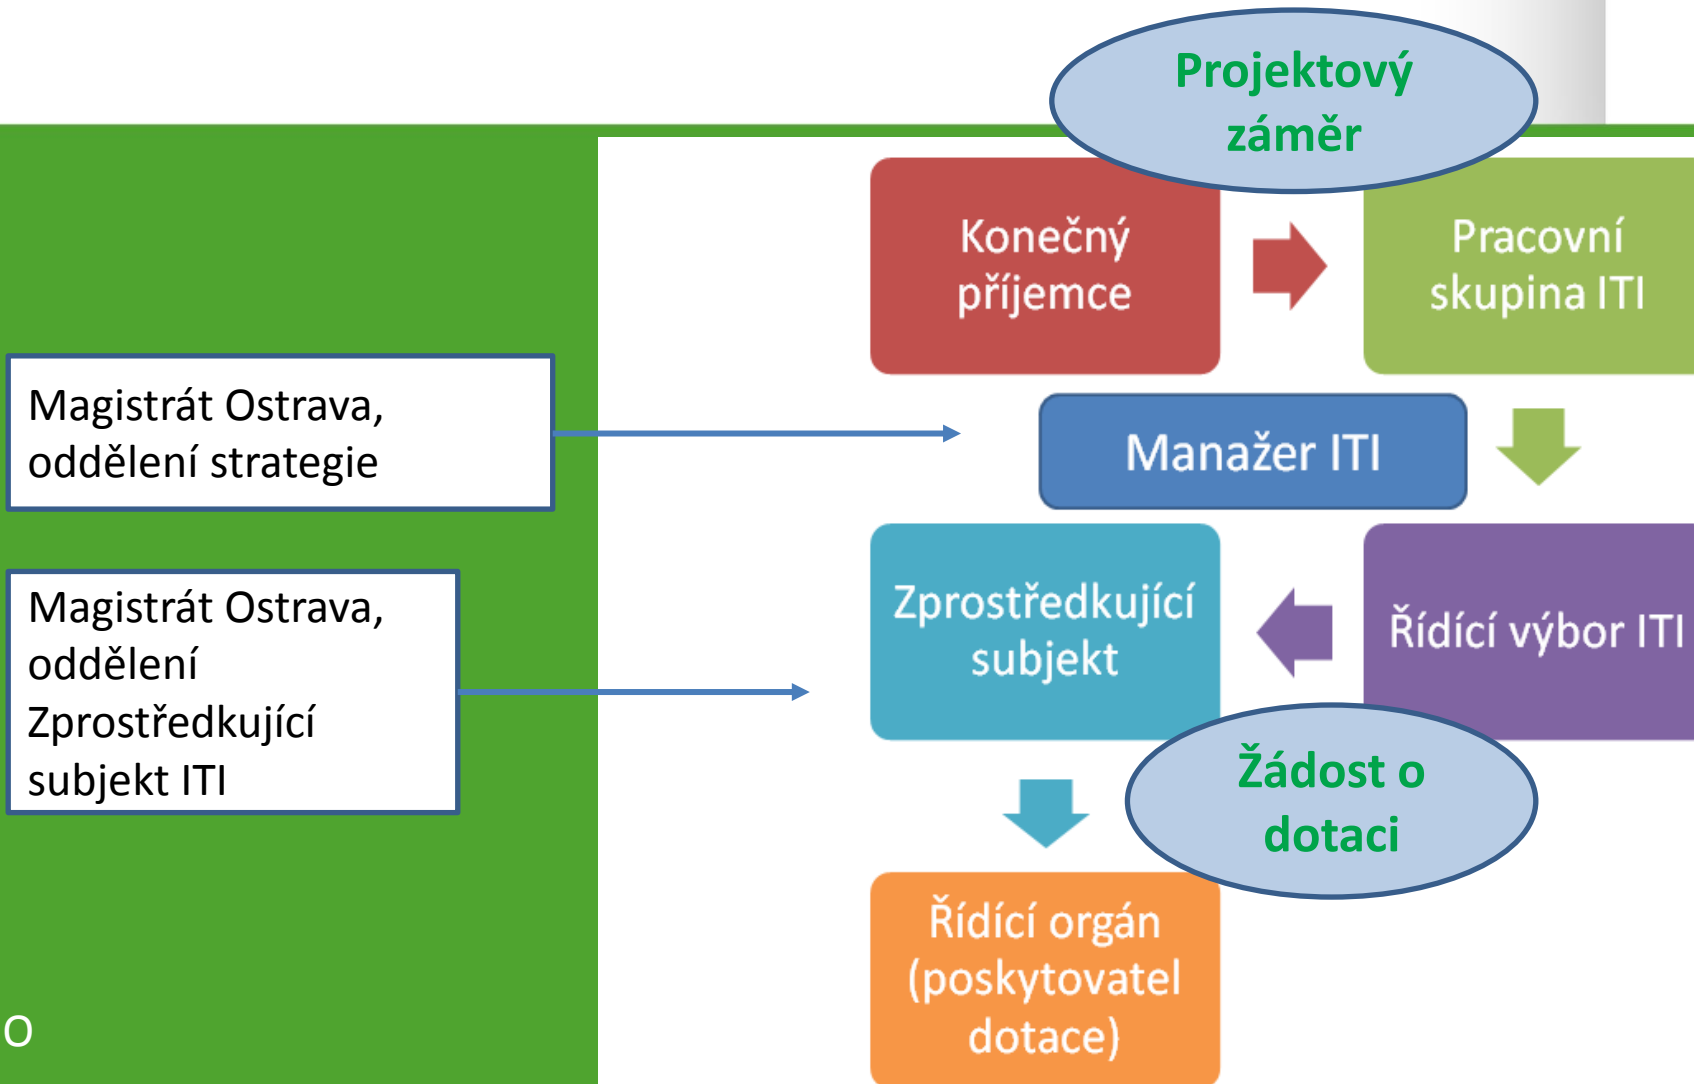 Projektový
záměr
Konečný
příjemce
Pracovní
skupina ITI
Magistrát Ostrava,
oddělení strategie
Manažer ITI
Magistrát Ostrava,
oddělení
Zprostředkující
subjekt ITI
Zprostředkující
subjekt
Řídící výbor ITI
Žádost o
dotaci
Řídící orgán
(poskytovatel
dotace)
O